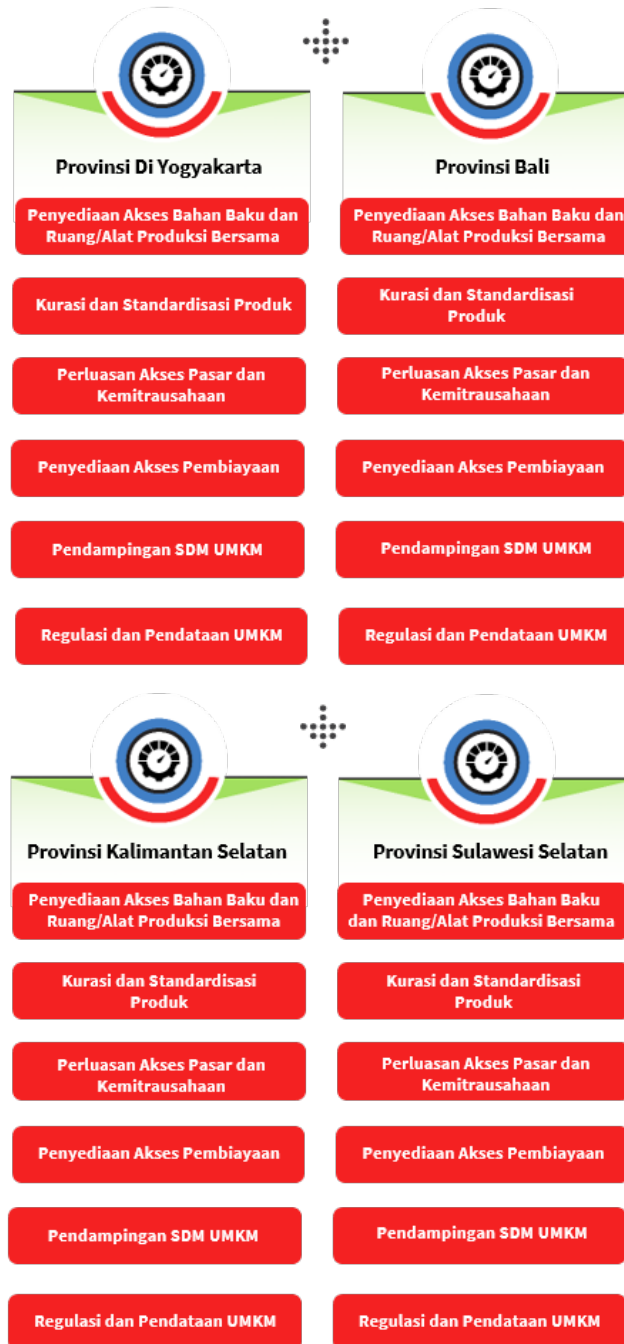 Provinsi Di Yogyakarta
Penyediaan Akses Bahan Baku dan
Ruang/Alat Produksi Bersama
Kurasi dan Standardisasi Produk
Perluasan Akses Pasar dan
Kemitrausahaan
Penyediaan Akses Pembiayaan
Pendampingan SDM UMKM
Regulasi dan Pendataan UMKM
Provinsi Bali
Penyediaan Akses Bahan Baku dan
Ruang/Alat Produksi Bersama
Kurasi dan Standardisasi
Produk
Perluasan Akses Pasar dan
Kemitrausahaan
Penyediaan Akses Pembiayaan
Pendampingan SDM UMKM
Regulasi dan Pendataan UMKM
Provinsi Kalimantan Selatan
Penyediaan Akses Bahan Baku dan
Ruang/Alat Produksi Bersama
Kurasi dan Standardisasi
Produk
Perluasan Akses Pasar dan
Kemitrausahaan
Penyediaan Akses Pembiayaan
Pendampingan SDM UMKM
Regulasi dan Pendataan UMKM
Provinsi Sulawesi Selatan
Penyediaan Akses Bahan Baku
dan Ruang/Alat Produksi Bersama
Kurasi dan Standardisasi
Produk
Perluasan Akses Pasar dan
Kemitrausahaan
Penyediaan Akses Pembiayaan
Pendampingan SDM UMKM
Regulasi dan Pendataan UMKM